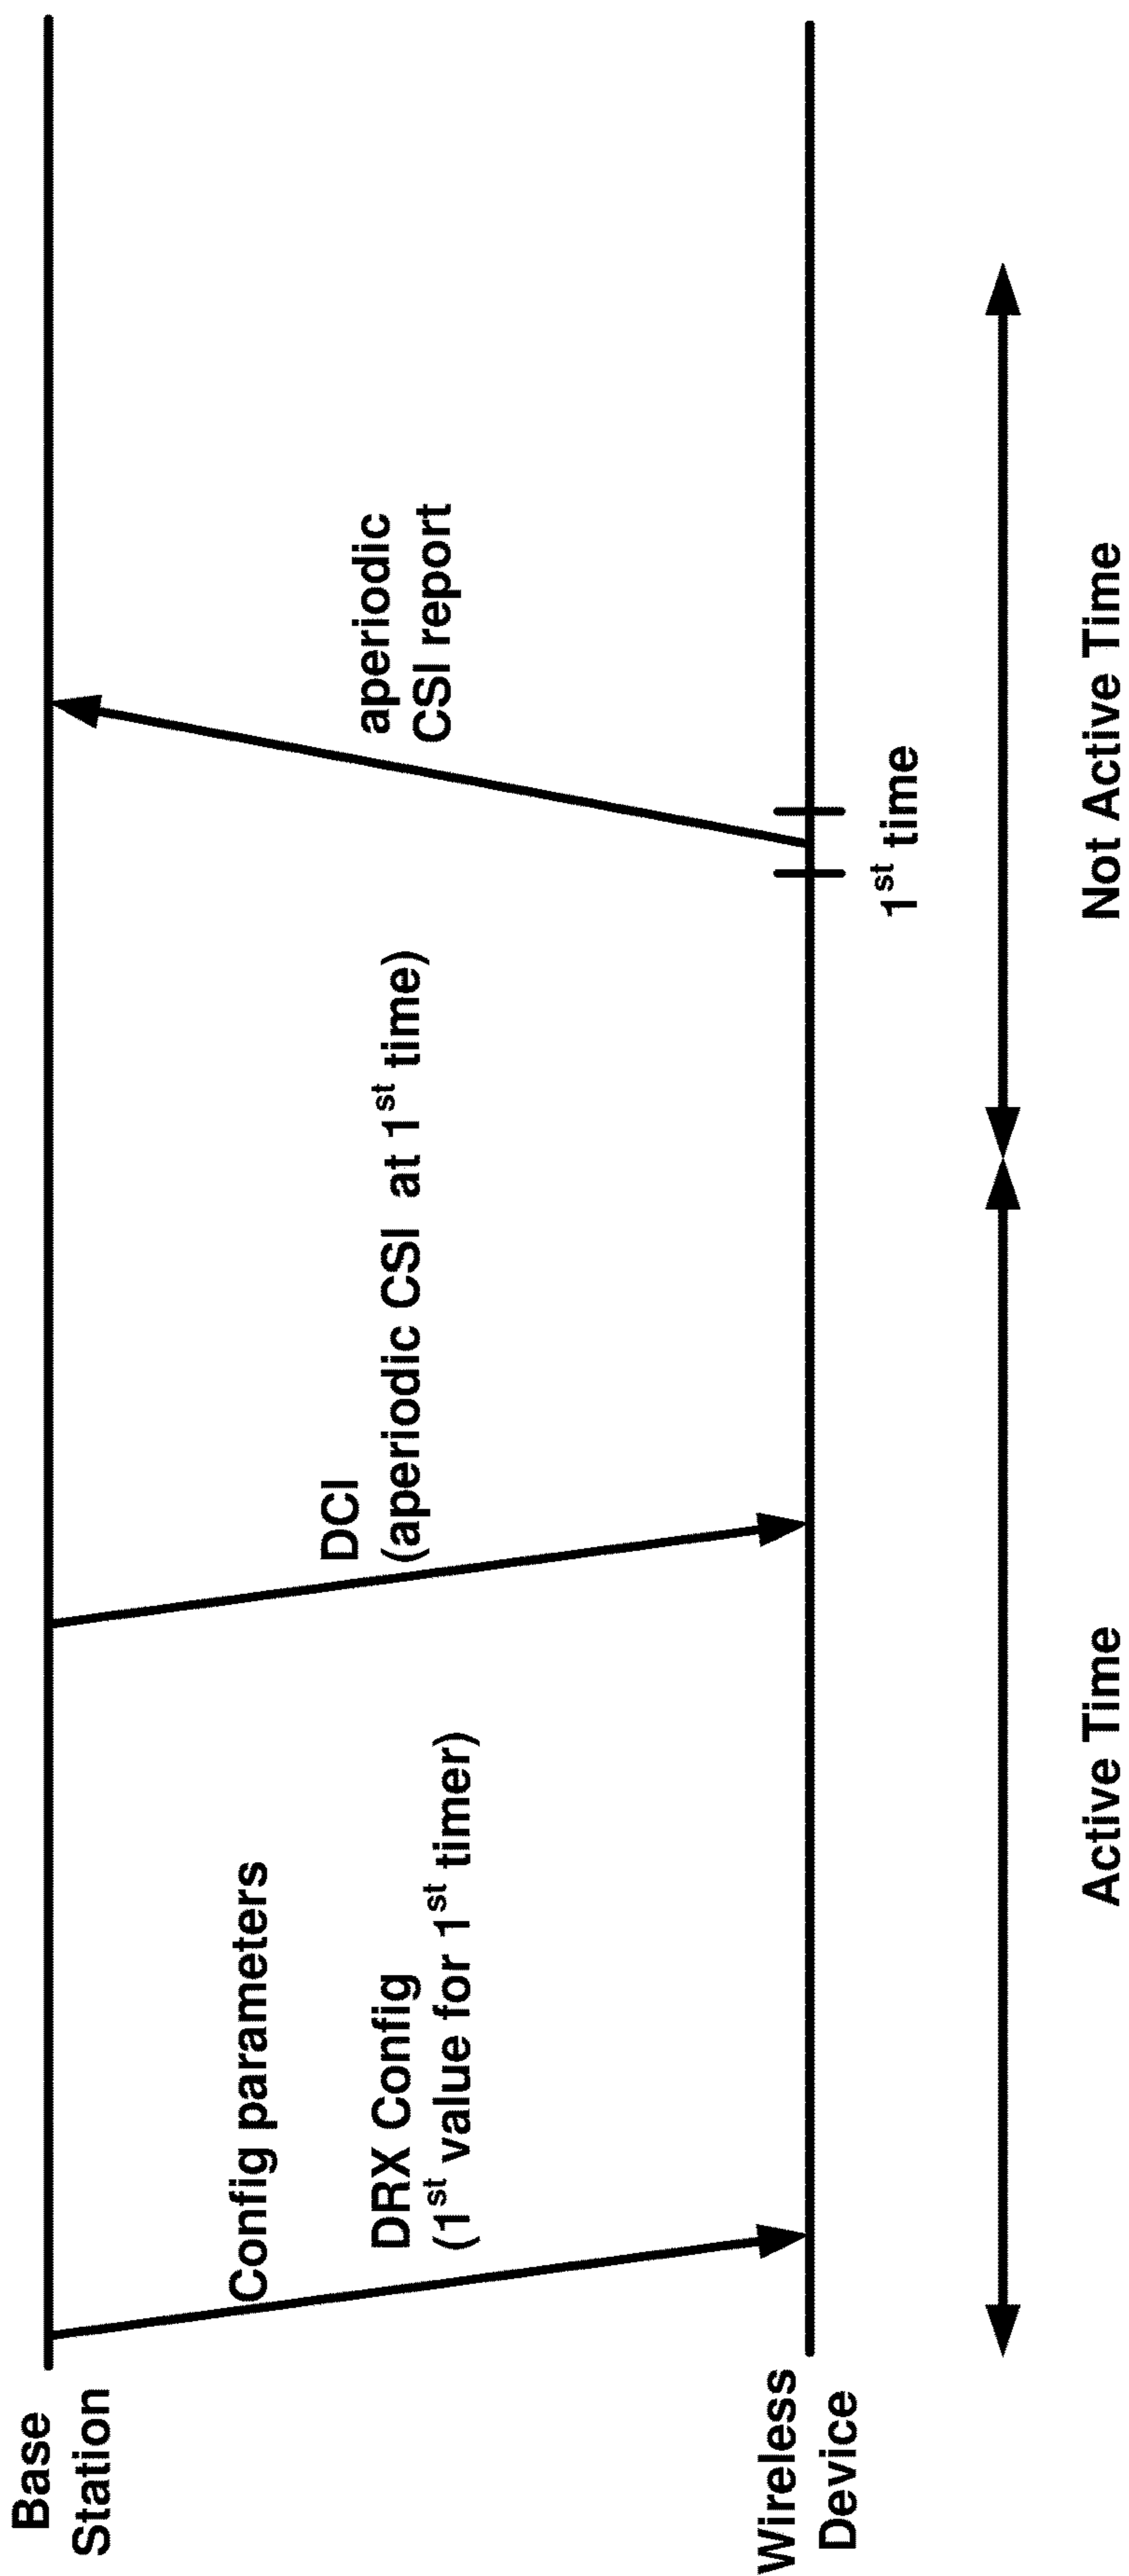 Base
Station
Config parameters
DRX Config
(1st value for 1st timer)
DCI
(aperiodic CSI at 1st time)
aperiodic
CSI report
Wireless
Device
1st time
Active Time
Not Active Time